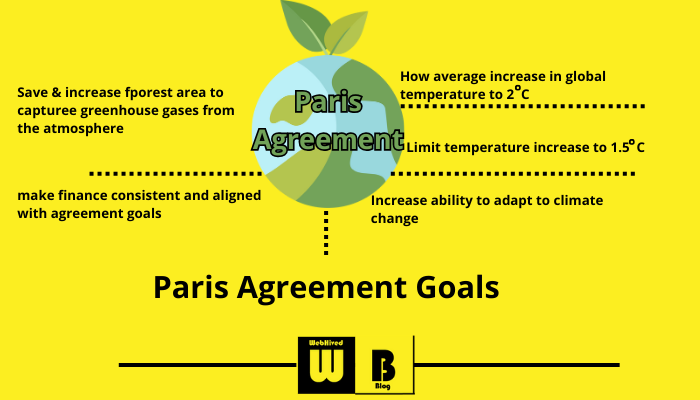 Save & increase fporest area to
capturee greenhouse gases from
the atmosphere
make finance consistent and aligned
with agreement goals
Paris
Agreement
How average increase in global
temperature to 2°C
Limit temperature increase to 1.5°C
Increase ability to adapt to climate
change
Paris Agreement Goals
WebHired
W
B
Blog